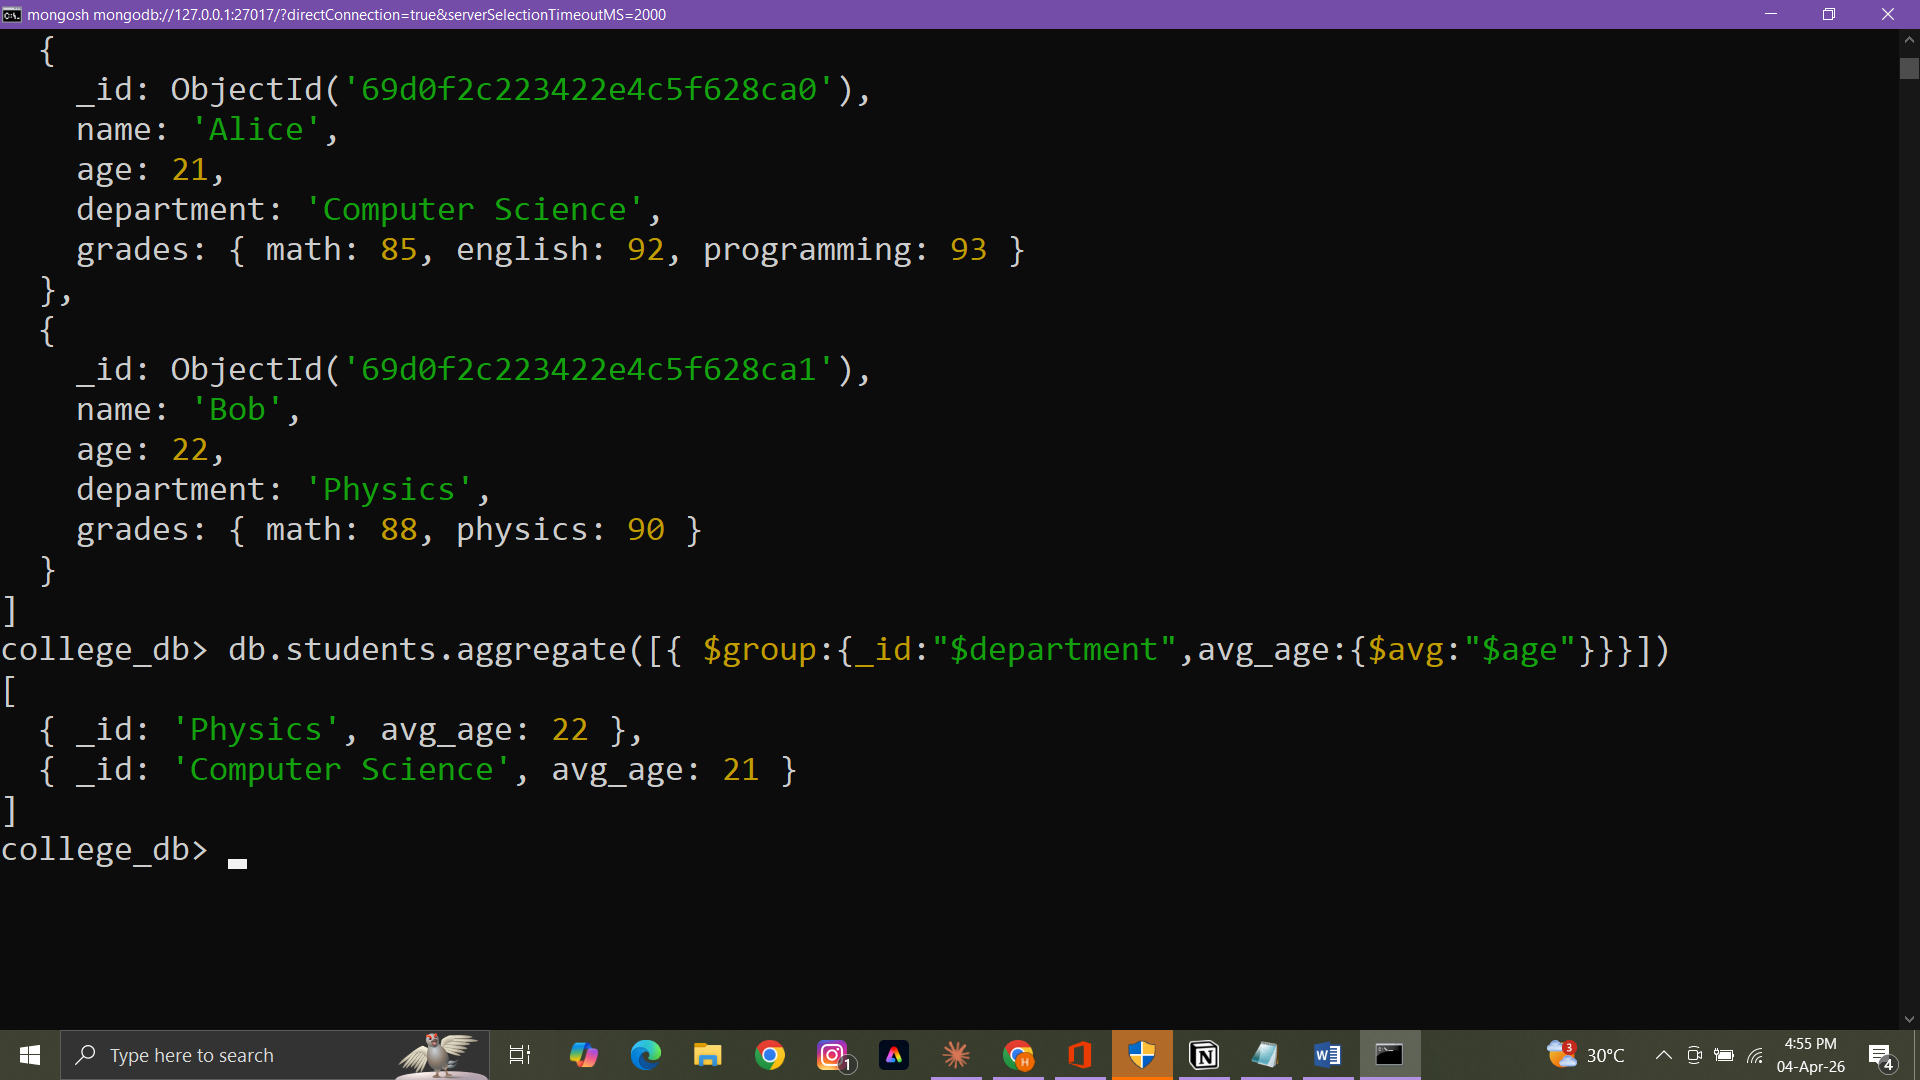 mongosh mongodb://127.0.0.1:27017/?directConnection=true&serverSelectionTimeoutMS=2000
{
_id: ObjectId('69d0f2c223422e4c5f628ca0'),
name: 'Alice',
age: 21,
department: 'Computer Science',
grades: { math: 85, english: 92, programming: 93 }
},
{
_id: ObjectId('69d0f2c223422e4c5f628ca1'),
name: 'Bob',
age: 22,
department: 'Physics',
grades: { math: 88, physics: 90 }
}
]
college_db> db.students.aggregate([{ $group:{_id:"$department",avg_age:{$avg:"$age"}}}])
[
{ _id: 'Physics', avg_age: 22 },
{ _id: 'Computer Science', avg_age: 21 }
]
college_db>
Type here to search
1
H
N
W
3
30°C
4:55 PM
04-Apr-26
4